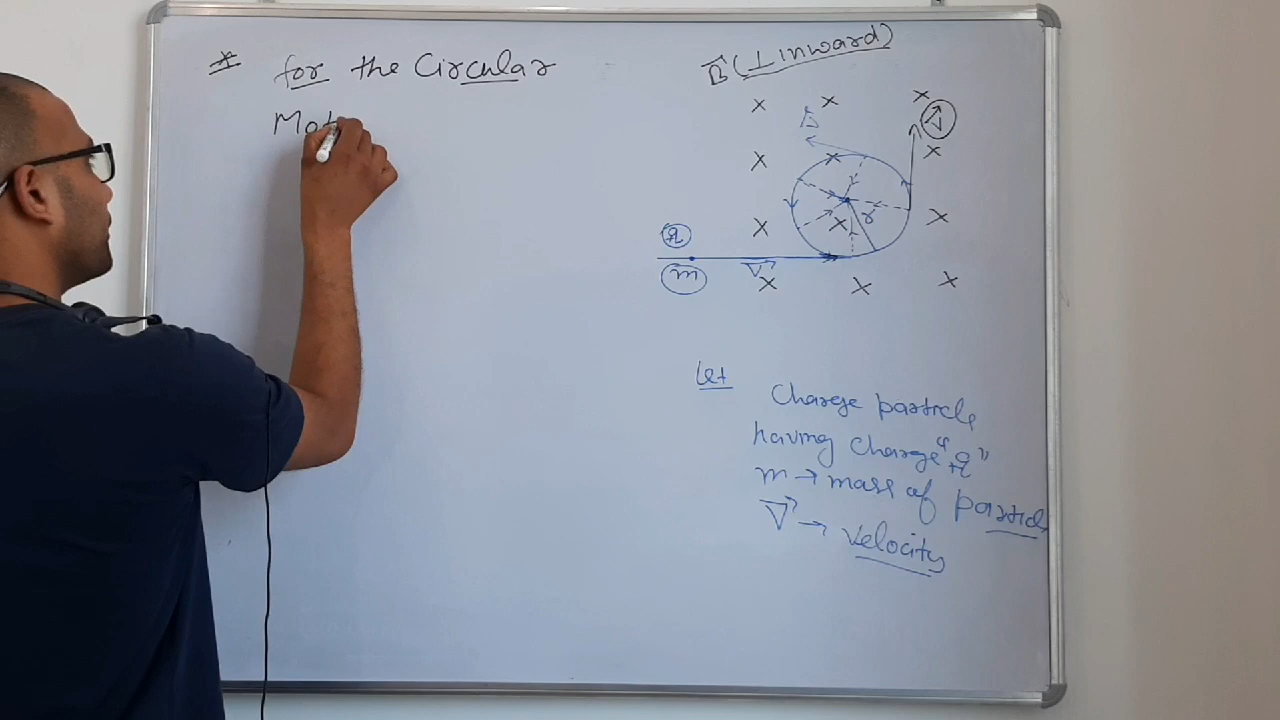 * for the Circular
Mot
B (⊥ inward)
V
V
r
q
m
V
Let
Charge particle
having charge "+q"
m → mass of particle
V → velocity